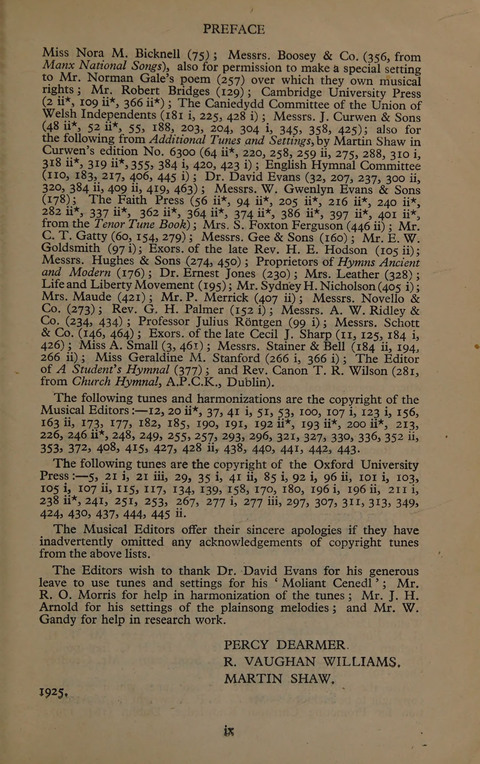 PREFACE
Miss Nora M. Bicknell (75); Messrs. Boosey & Co. (356, from
Manx National Songs), also for permission to make a special setting
to Mr. Norman Gale's poem (257) over which they own musical
rights; Mr. Robert Bridges (129); Cambridge University Press
(2 ii*, 109 ii*, 366 ii*); The Caniedydd Committee of the Union of
Welsh Independents (181 i, 225, 428 i); Messrs. J. Curwen & Sons
(48 ii*, 52 ii*, 55, 188, 203, 204, 304 i, 345, 358, 425); also for
the following from Additional Tunes and Settings, by Martin Shaw in
Curwen's edition No. 6300 (64 ii*, 220, 258, 259 ii, 275, 288, 310 i,
318 ii*, 319 ii*, 355, 384 i, 420, 423 i); English Hymnal Committee
(110, 183, 217, 406, 445 i); Dr. David Evans (32, 207, 237, 300 ii,
320, 384 ii, 409 ii, 419, 463); Messrs. W. Gwenlyn Evans & Sons
(178); The Faith Press (56 ii*, 94 ii*, 205 ii*, 216 ii*, 240 ii*,
282 ii*, 337 ii*, 362 ii*, 364 ii*, 374 ii*, 386 ii*, 397 ii*, 401 ii*,
from the Tenor Tune Book); Mrs. S. Foxton Ferguson (446 ii); Mr.
C. T. Gatty (60, 154, 279); Messrs. Gee & Sons (160); Mr. E. W.
Goldsmith (97 i); Exors. of the late Rev. H. E. Hodson (105 ii);
Messrs. Hughes & Sons (274, 450); Proprietors of Hymns Ancient
and Modern (176); Dr. Ernest Jones (230); Mrs. Leather (328);
Life and Liberty Movement (195); Mr. Sydney H. Nicholson (405 i);
Mrs. Maude (421); Mr. P. Merrick (407 ii); Messrs. Novello &
Co. (273); Rev. G. H. Palmer (152 i); Messrs. A. W. Ridley &
Co. (234, 434); Professor Julius Röntgen (99 i); Messrs. Schott
& Co. (146, 464); Exors. of the late Cecil J. Sharp (11, 125, 184 i,
426); Miss A. Small (3, 461); Messrs. Stainer & Bell (184 ii, 194,
266 ii); Miss Geraldine M. Stanford (266 i, 366 i); The Editor
of A Student's Hymnal (377); and Rev. Canon T. R. Wilson (281,
from Church Hymnal, A.P.C.K., Dublin).
The following tunes and harmonizations are the copyright of the
Musical Editors:—12, 20 ii*, 37, 41 i, 51, 53, 100, 107 i, 123 i, 156,
163 ii, 173, 177, 182, 185, 190, 191, 192 ii*, 193 ii*, 200 ii*, 213,
226, 246 ii*, 248, 249, 255, 257, 293, 296, 321, 327, 330, 336, 352 ii,
353, 372, 408, 415, 427, 428 ii, 438, 440, 441, 442, 443.
The following tunes are the copyright of the Oxford University
Press:—5, 21 i, 21 iii, 29, 35 i, 41 ii, 85 i, 92 i, 96 ii, 101 i, 103,
105 i, 107 ii, 115, 117, 134, 139, 158, 170, 180, 196 i, 196 ii, 211 i,
238 ii*, 241, 251, 253, 267, 277 i, 277 iii, 297, 307, 311, 313, 349,
424, 430, 437, 444, 445 ii.
The Musical Editors offer their sincere apologies if they have
inadvertently omitted any acknowledgements of copyright tunes
from the above lists.
The Editors wish to thank Dr. David Evans for his generous
leave to use tunes and settings for his ‘Moliant Cenedl’; Mr.
R. O. Morris for help in harmonization of the tunes; Mr. J. H.
Arnold for his settings of the plainsong melodies; and Mr. W.
Gandy for help in research work.
PERCY DEARMER.
R. VAUGHAN WILLIAMS.
MARTIN SHAW.
1925.
ix